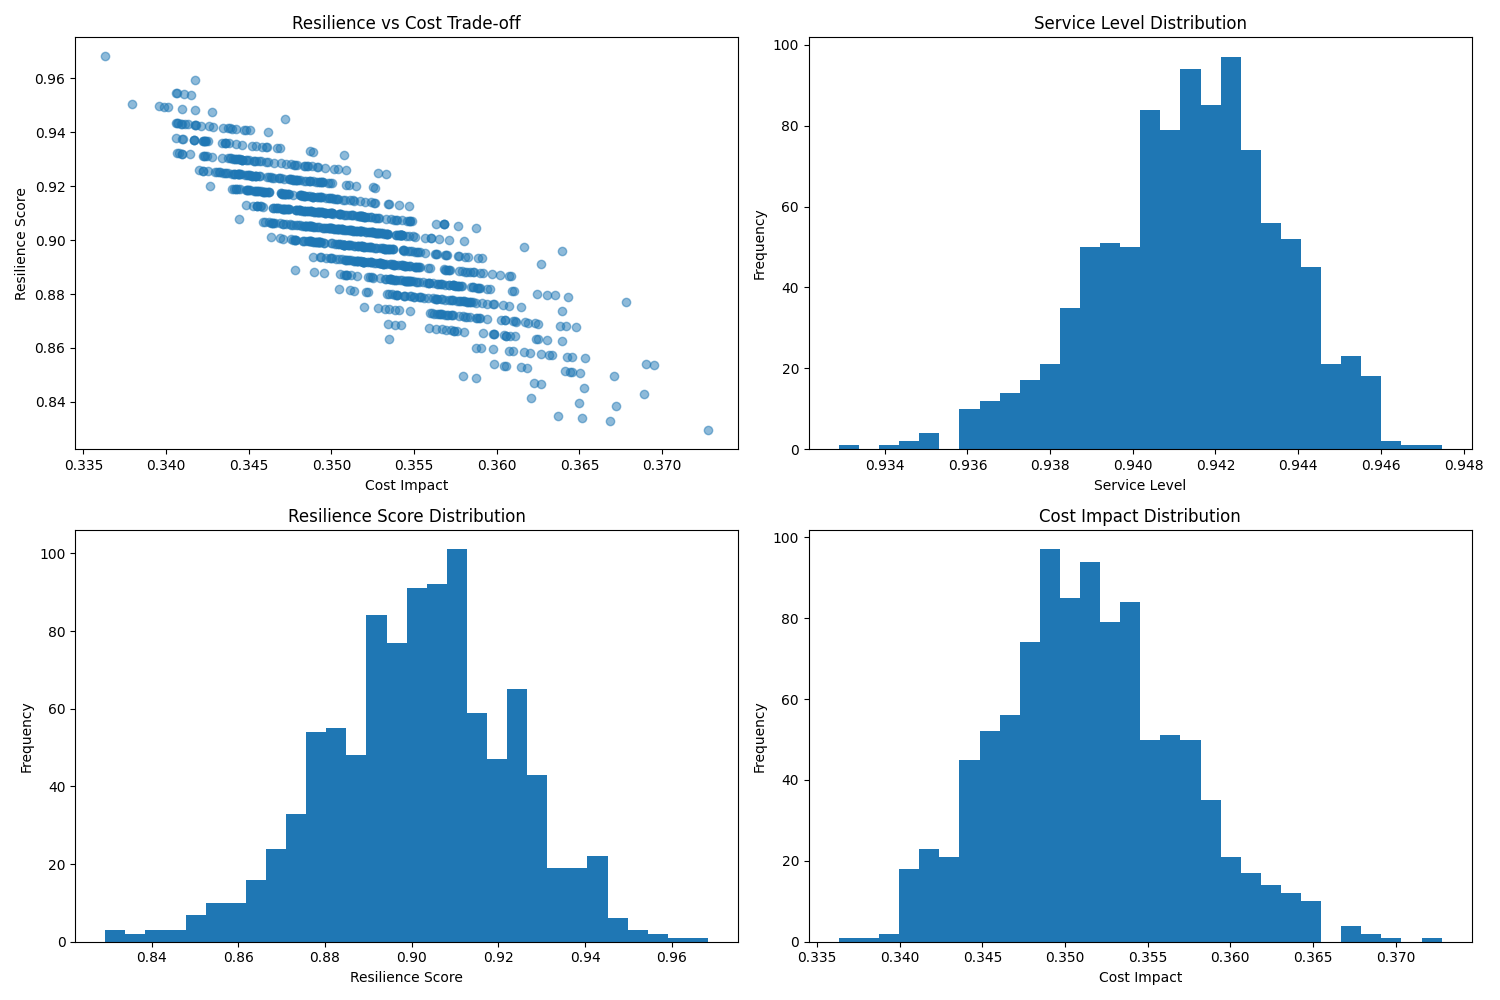 Resilience vs Cost Trade-off
Resilience Score
0.96
0.94
0.92
0.90
0.88
0.86
0.84
0.335 0.340 0.345 0.350 0.355 0.360 0.365 0.370
Cost Impact
Service Level Distribution
Frequency
100
80
60
40
20
0
0.934 0.936 0.938 0.940 0.942 0.944 0.946 0.948
Service Level
Resilience Score Distribution
Frequency
100
80
60
40
20
0
0.84 0.86 0.88 0.90 0.92 0.94 0.96
Resilience Score
Cost Impact Distribution
Frequency
100
80
60
40
20
0
0.335 0.340 0.345 0.350 0.355 0.360 0.365 0.370
Cost Impact